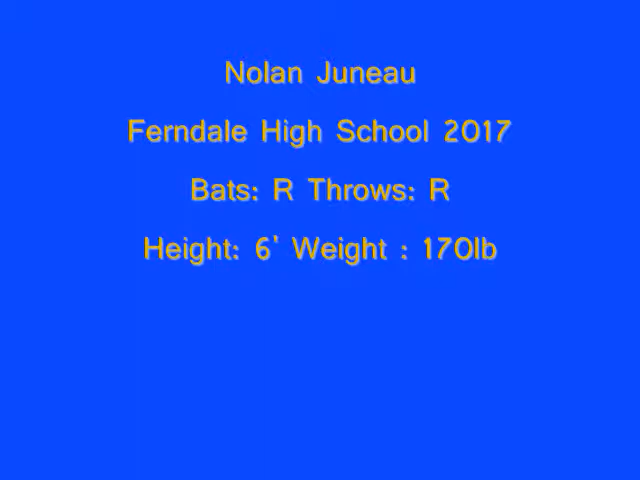 Nolan Juneau
Ferndale High School 2017
Bats: R Throws: R
Height: 6' Weight : 170lb